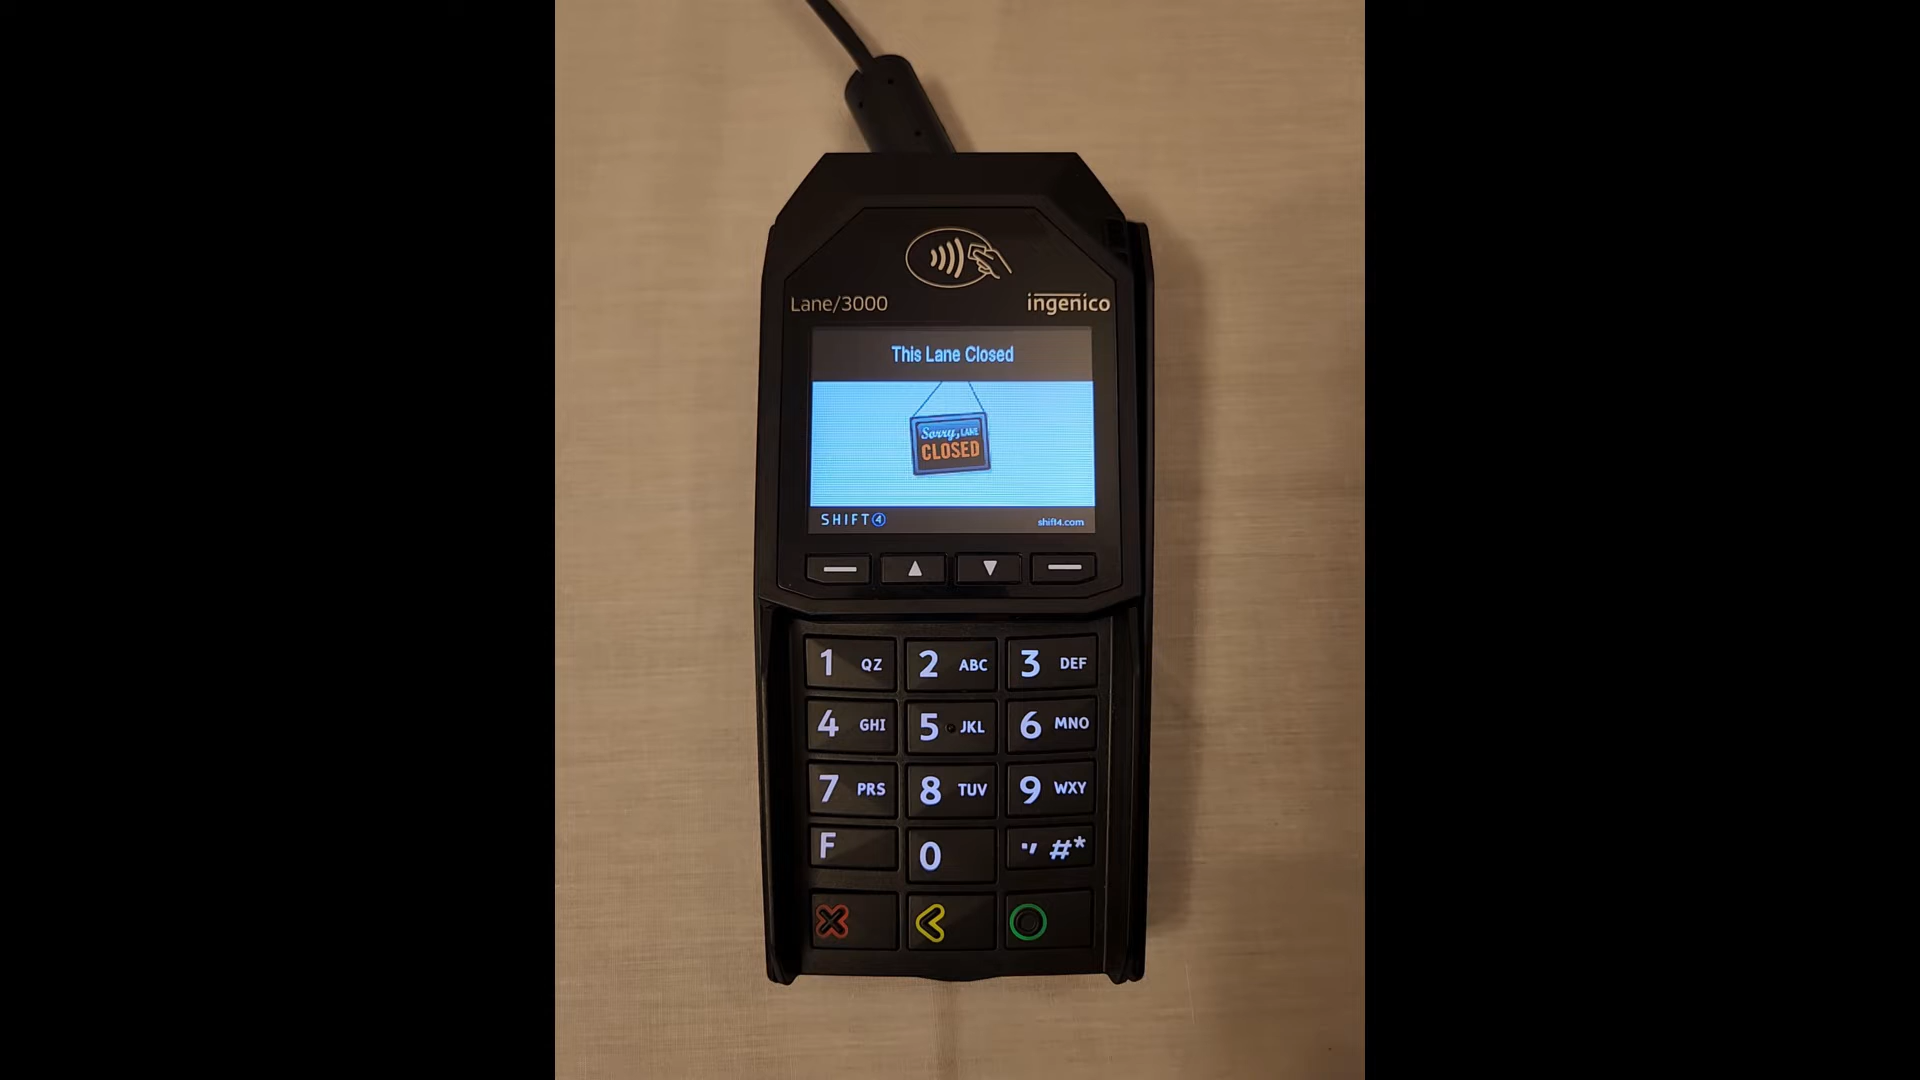 Lane/3000 ingenico
This Lane Closed
Sorry, LANE
CLOSED
SHIFT4 shift4.com
1 QZ 2 ABC 3 DEF
4 GHI 5 JKL 6 MNO
7 PRS 8 TUV 9 WXY
F 0 ., #*